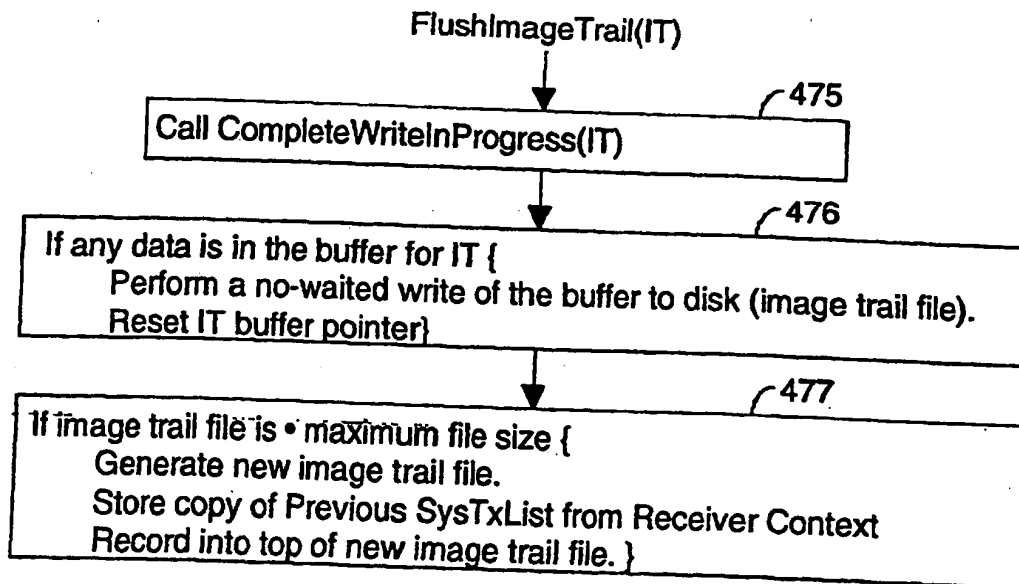 FlushImageTrail(IT)
475
Call CompleteWriteInProgress(IT)
476
If any data is in the buffer for IT {
Perform a no-waited write of the buffer to disk (image trail file).
Reset IT buffer pointer}
477
If image trail file is • maximum file size {
Generate new image trail file.
Store copy of Previous SysTxList from Receiver Context
Record into top of new image trail file. }